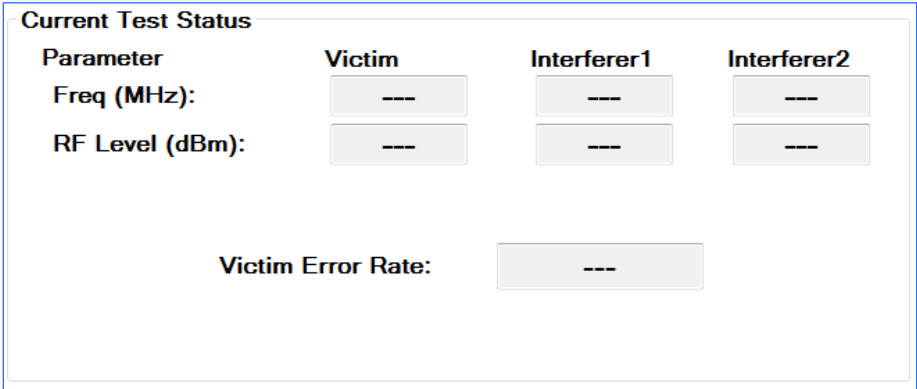 Current Test Status
Parameter Victim Interferer1 Interferer2
Freq (MHz): --- --- ---
RF Level (dBm): --- --- ---
Victim Error Rate: ---